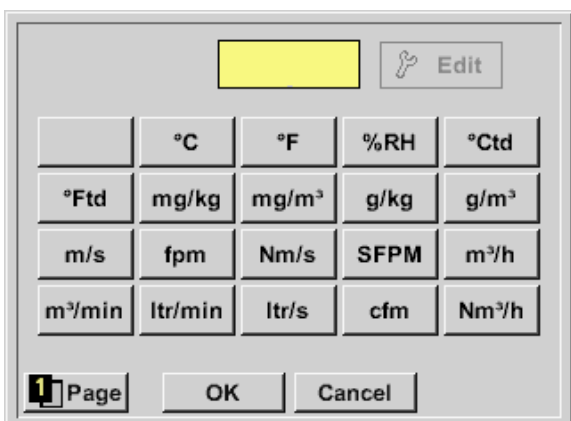 Edit
°C °F %RH °Ctd
°Ftd mg/kg mg/m³ g/kg g/m³
m/s fpm Nm/s SFPM m³/h
m³/min ltr/min ltr/s cfm Nm³/h
1 Page OK Cancel